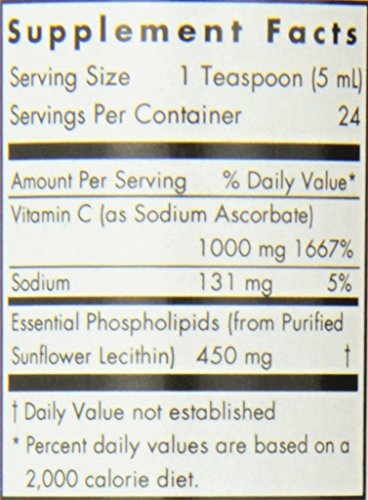 Supplement Facts
Serving Size 1 Teaspoon (5 mL)
Servings Per Container 24
Amount Per Serving % Daily Value*
Vitamin C (as Sodium Ascorbate)
1000 mg 1667%
Sodium 131 mg 5%
Essential Phospholipids (from Purified
Sunflower Lecithin) 450 mg †
† Daily Value not established
* Percent daily values are based on a
2,000 calorie diet.